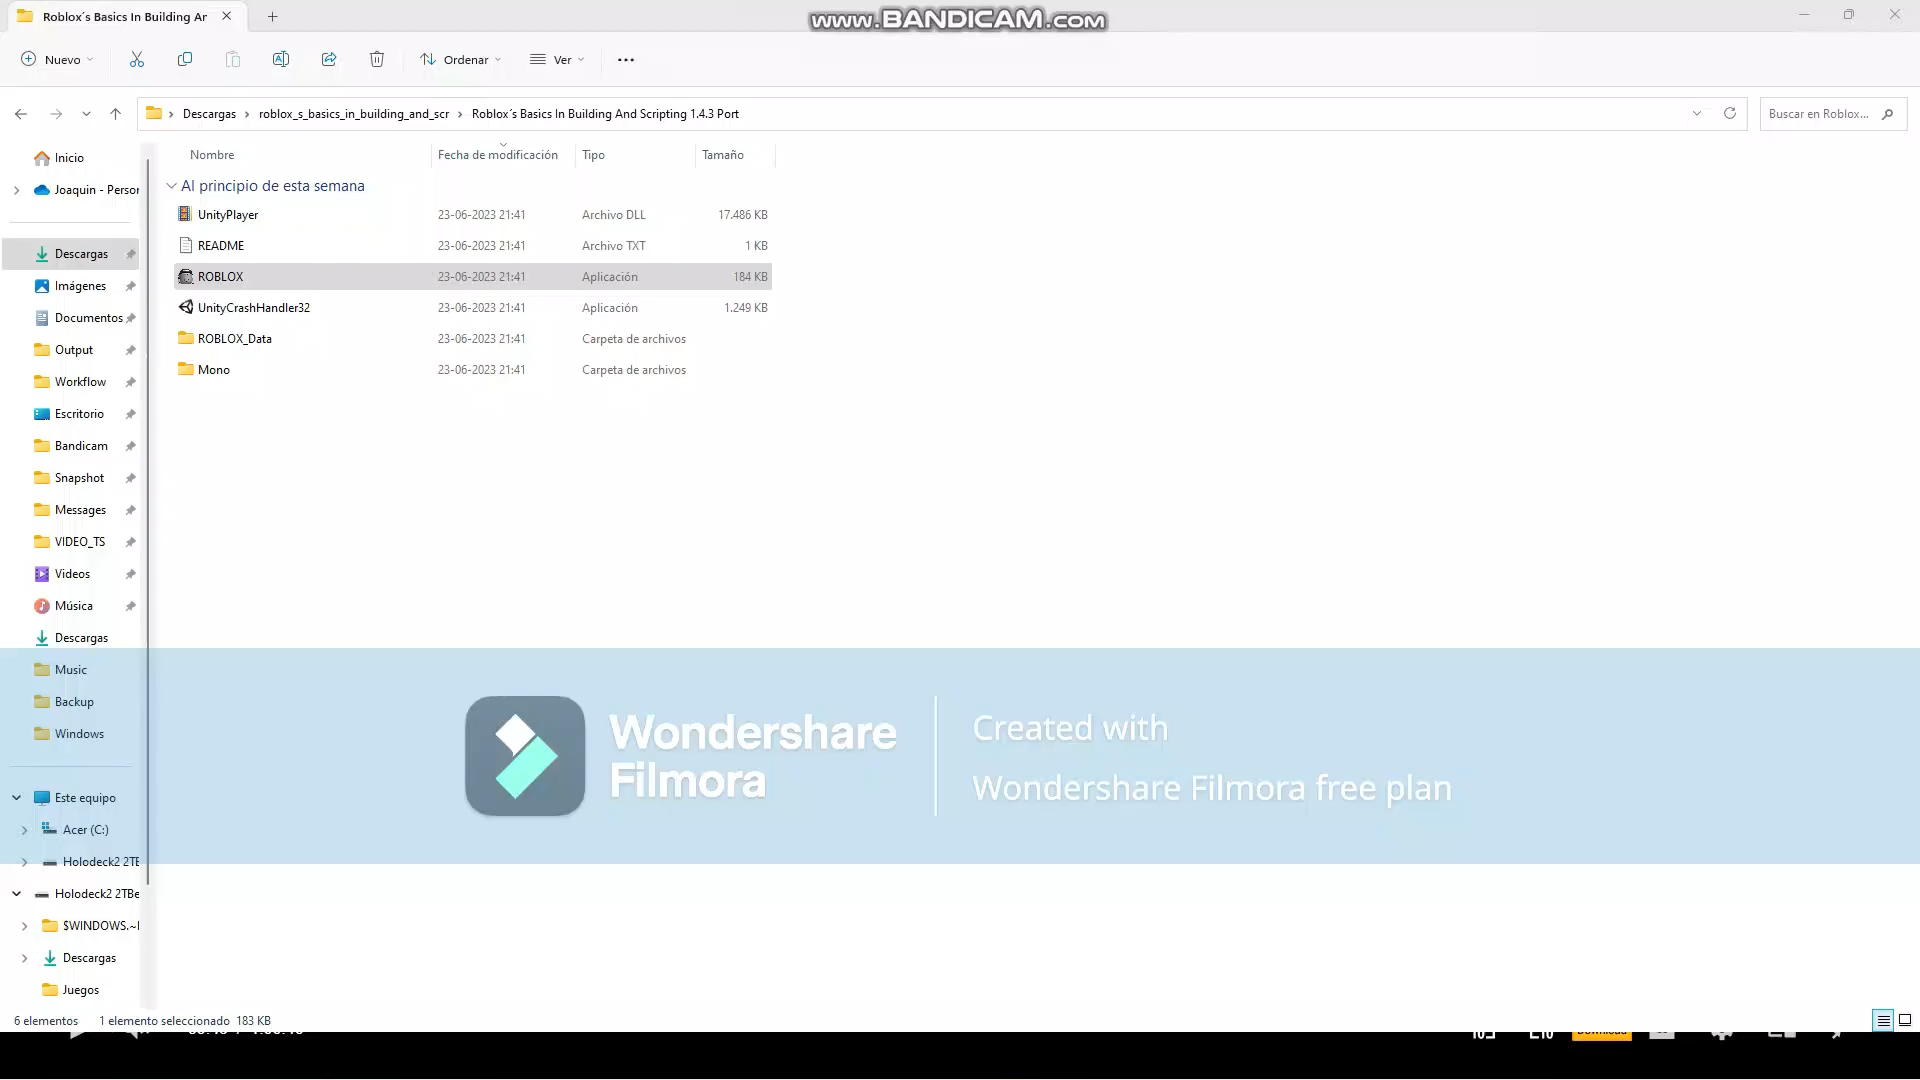 Roblox´s Basics In Building Ar
www.BANDICAM.com
Nuevo
Ordenar
Ver
Descargas > roblox_s_basics_in_building_and_scr > Roblox´s Basics In Building And Scripting 1.4.3 Port
Buscar en Roblox...
Nombre Fecha de modificación Tipo Tamaño
Al principio de esta semana
UnityPlayer 23-06-2023 21:41 Archivo DLL 17.486 KB
README 23-06-2023 21:41 Archivo TXT 1 KB
ROBLOX 23-06-2023 21:41 Aplicación 184 KB
UnityCrashHandler32 23-06-2023 21:41 Aplicación 1.249 KB
ROBLOX_Data 23-06-2023 21:41 Carpeta de archivos
Mono 23-06-2023 21:41 Carpeta de archivos
Inicio
Joaquin - Person
Descargas
Imágenes
Documentos
Output
Workflow
Escritorio
Bandicam
Snapshot
Messages
VIDEO_TS
Videos
Música
Descargas
Music
Backup
Windows
Este equipo
Acer (C:)
Holodeck2 2TB
Holodeck2 2TBe
$WINDOWS.~
Descargas
Juegos
Wondershare
Filmora
Created with
Wondershare Filmora free plan
6 elementos 1 elemento seleccionado 183 KB